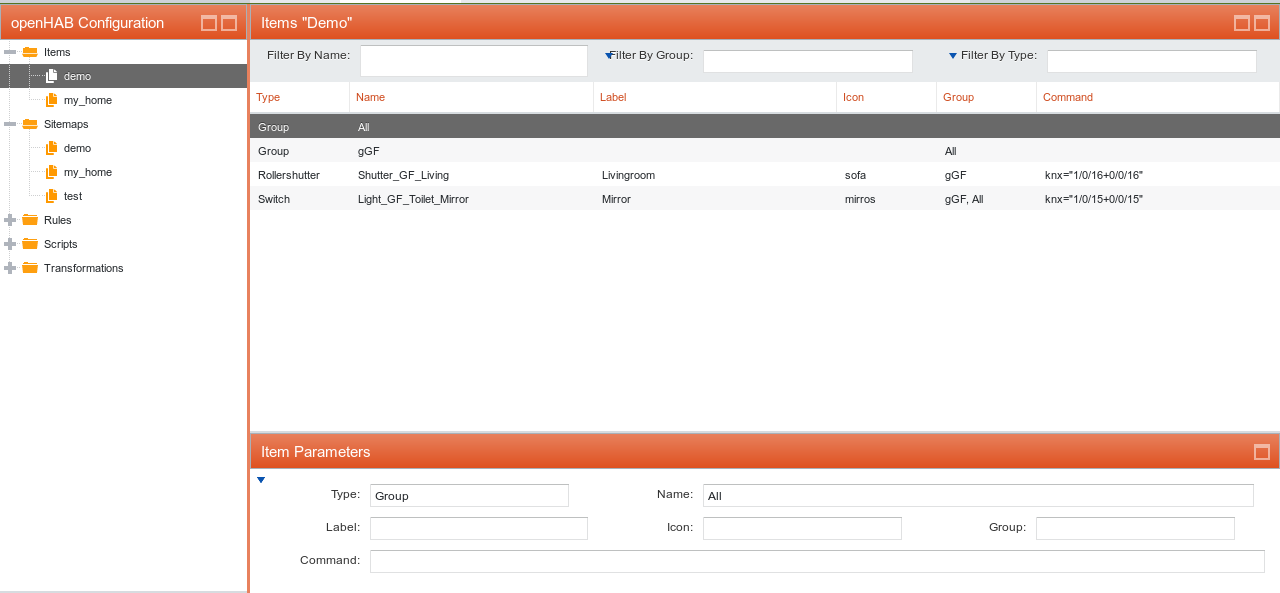 openHAB Configuration
Items
demo
my_home
Sitemaps
demo
my_home
test
Rules
Scripts
Transformations
Items "Demo"
Filter By Name: Filter By Group: Filter By Type:
Type Name Label Icon Group Command
Group All
Group gGF All
Rollershutter Shutter_GF_Living Livingroom sofa gGF knx="1/0/16+0/0/16"
Switch Light_GF_Toilet_Mirror Mirror mirros gGF, All knx="1/0/15+0/0/15"
Item Parameters
Type: Group Name: All
Label: Icon: Group:
Command: